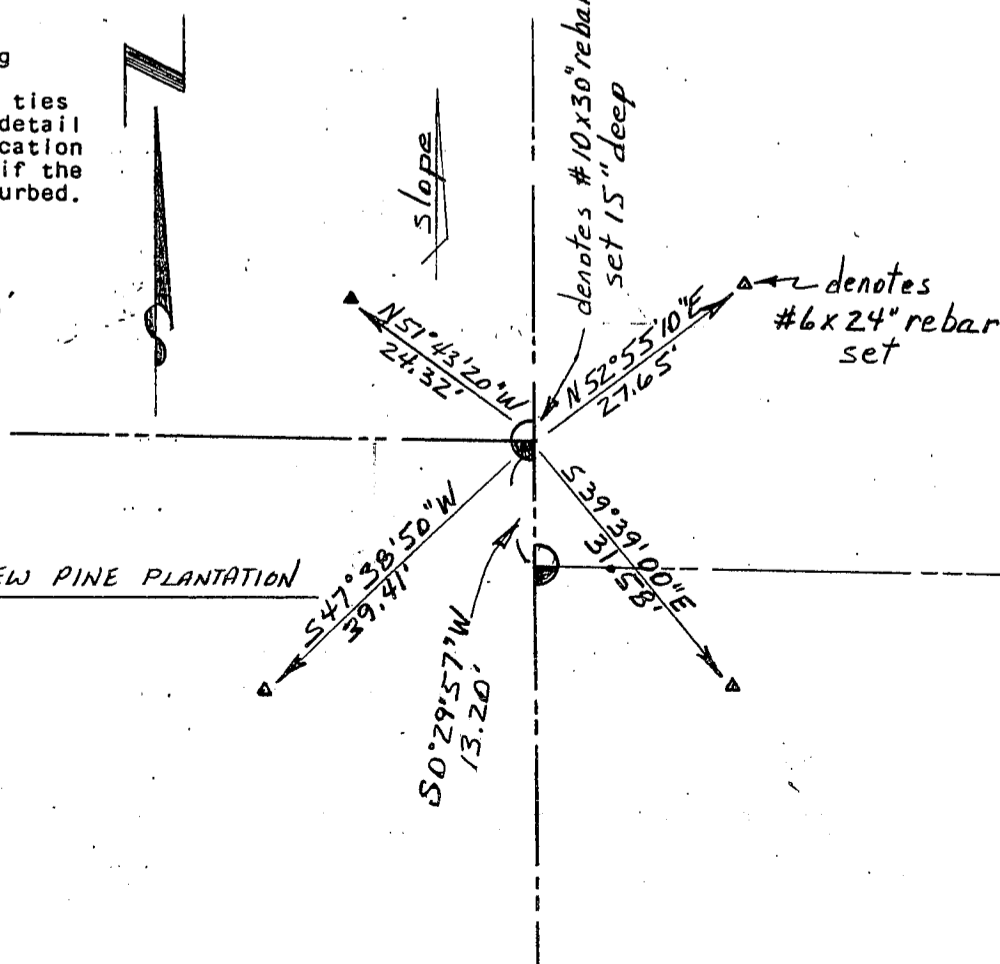 g
ties
detail
cation
if the
urbed.
slope
denotes #10x30" rebar
set 15" deep
denotes
#6x24" rebar
set
N51°43'20"W
24.32'
N52°55'10"E
27.65'
S47°38'50"W
39.41'
S39°39'00"E
31.58'
EW PINE PLANTATION
S0°29'57"W
13.20'